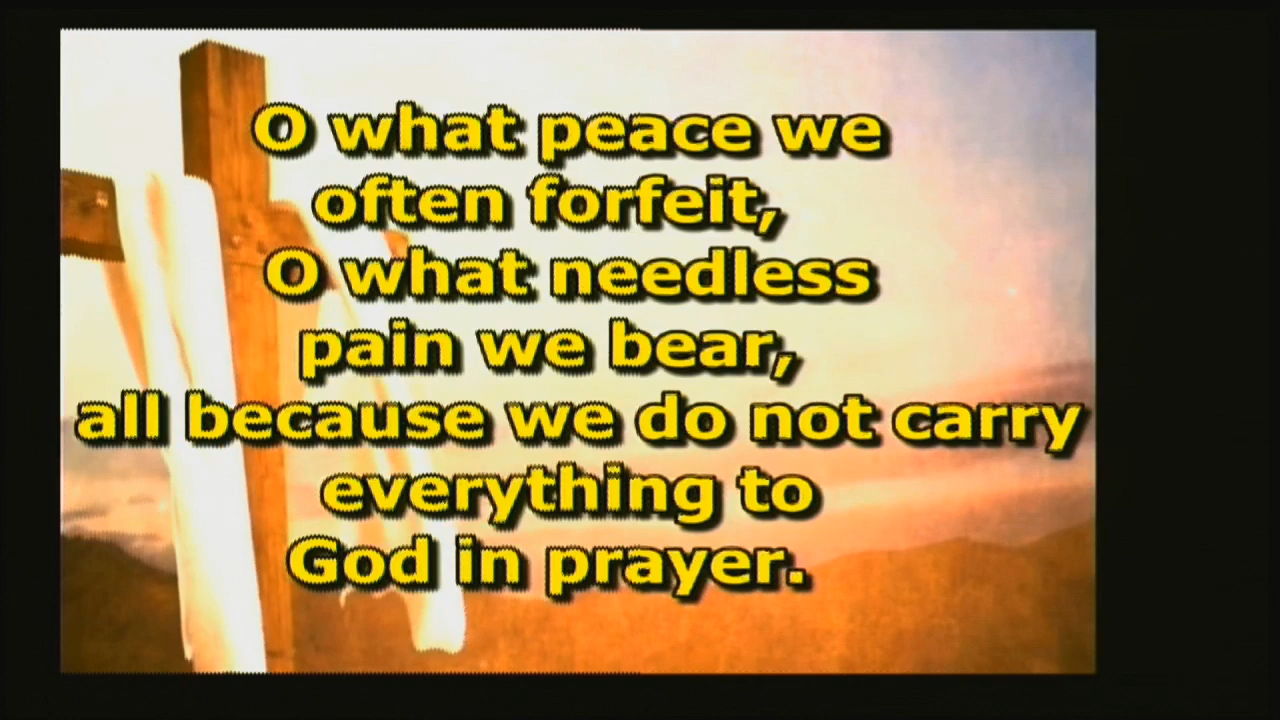 O what peace we
often forfeit,
O what needless
pain we bear,
all because we do not carry
everything to
God in prayer.